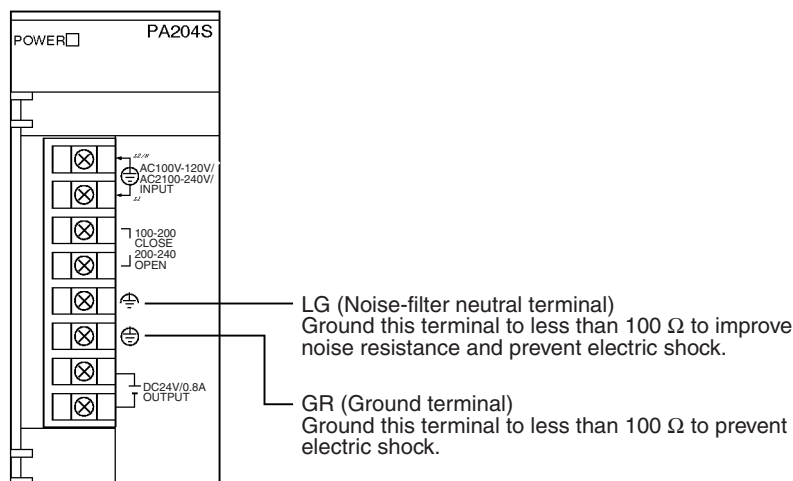 POWER
PA204S
L2/N
AC100V-120V/
AC2100-240V/
INPUT
L1
100-200
CLOSE
200-240
OPEN
LG (Noise-filter neutral terminal)
Ground this terminal to less than 100 Ω to improve
noise resistance and prevent electric shock.
DC24V/0.8A
OUTPUT
GR (Ground terminal)
Ground this terminal to less than 100 Ω to prevent
electric shock.